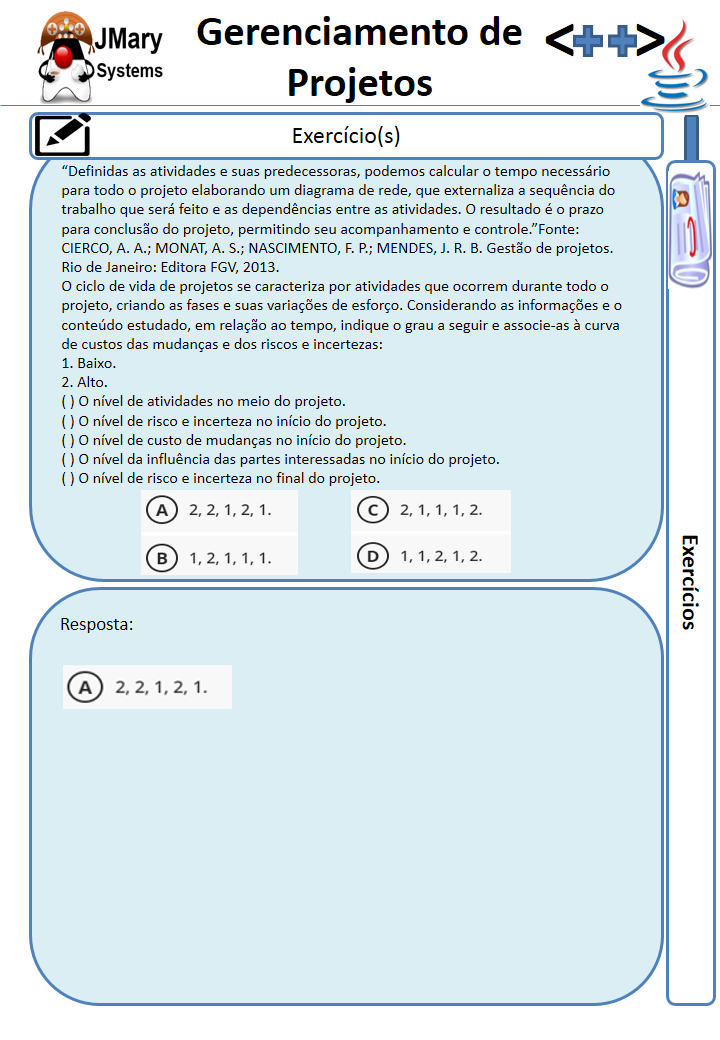 JMary
Systems
Gerenciamento de
Projetos
<++>
Exercício(s)
“Definidas as atividades e suas predecessoras, podemos calcular o tempo necessário
para todo o projeto elaborando um diagrama de rede, que externaliza a sequência do
trabalho que será feito e as dependências entre as atividades. O resultado é o prazo
para conclusão do projeto, permitindo seu acompanhamento e controle.”Fonte:
CIERCO, A. A.; MONAT, A. S.; NASCIMENTO, F. P.; MENDES, J. R. B. Gestão de projetos.
Rio de Janeiro: Editora FGV, 2013.
O ciclo de vida de projetos se caracteriza por atividades que ocorrem durante todo o
projeto, criando as fases e suas variações de esforço. Considerando as informações e o
conteúdo estudado, em relação ao tempo, indique o grau a seguir e associe-as à curva
de custos das mudanças e dos riscos e incertezas:
1. Baixo.
2. Alto.
( ) O nível de atividades no meio do projeto.
( ) O nível de risco e incerteza no início do projeto.
( ) O nível de custo de mudanças no início do projeto.
( ) O nível da influência das partes interessadas no início do projeto.
( ) O nível de risco e incerteza no final do projeto.
A 2, 2, 1, 2, 1.
B 1, 2, 1, 1, 1.
C 2, 1, 1, 1, 2.
D 1, 1, 2, 1, 2.
Exercícios
Resposta:
A 2, 2, 1, 2, 1.